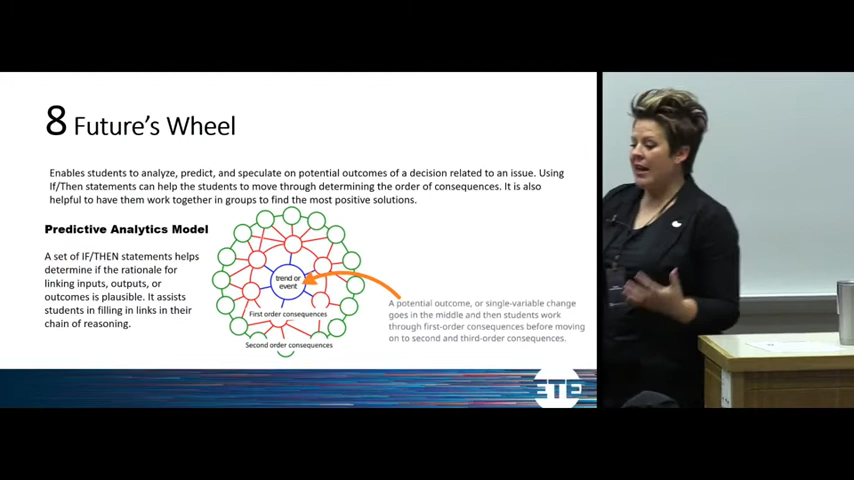 8 Future's Wheel
Enables students to analyze, predict, and speculate on potential outcomes of a decision related to an issue. Using
If/Then statements can help the students to move through determining the order of consequences. It is also
helpful to have them work together in groups to find the most positive solutions.
Predictive Analytics Model
A set of IF/THEN statements helps
determine if the rationale for
linking inputs, outputs, or
outcomes is plausible. It assists
students in filling in links in their
chain of reasoning.
trend or
event
First order consequences
Second order consequences
A potential outcome, or single-variable change
goes in the middle and then students work
through first-order consequences before moving
on to second and third-order consequences.
ETE